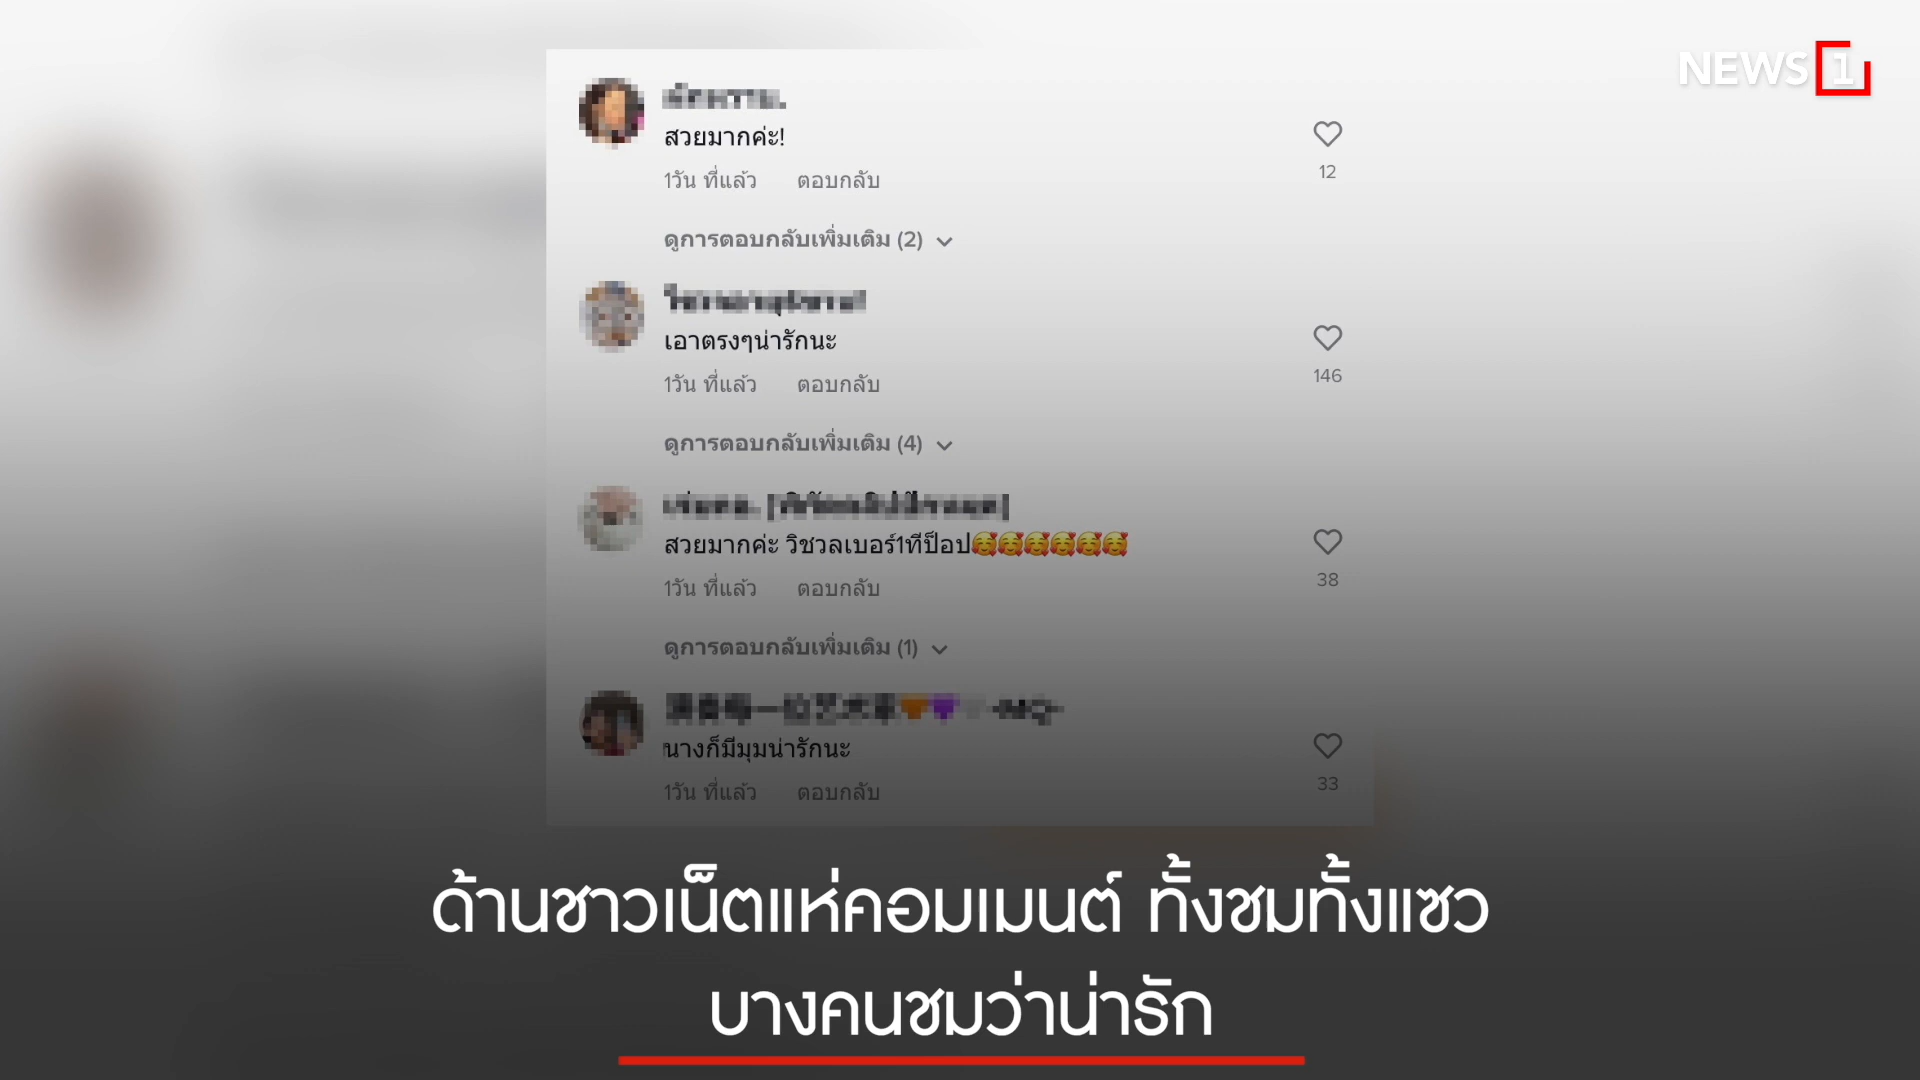 NEWS 1
สวยมากค่ะ!
12
1วัน ที่แล้ว ตอบกลับ
ดูการตอบกลับเพิ่มเติม (2)
เอาตรงๆน่ารักนะ
146
1วัน ที่แล้ว ตอบกลับ
ดูการตอบกลับเพิ่มเติม (4)
สวยมากค่ะ วิชวลเบอร์1ทีป็อป🥰🥰🥰🥰🥰🥰
38
1วัน ที่แล้ว ตอบกลับ
ดูการตอบกลับเพิ่มเติม (1)
นางก็มีมุมน่ารักนะ
33
1วัน ที่แล้ว ตอบกลับ
ด้านชาวเน็ตแห่คอมเมนต์ ทั้งชมทั้งแซว
บางคนชมว่าน่ารัก